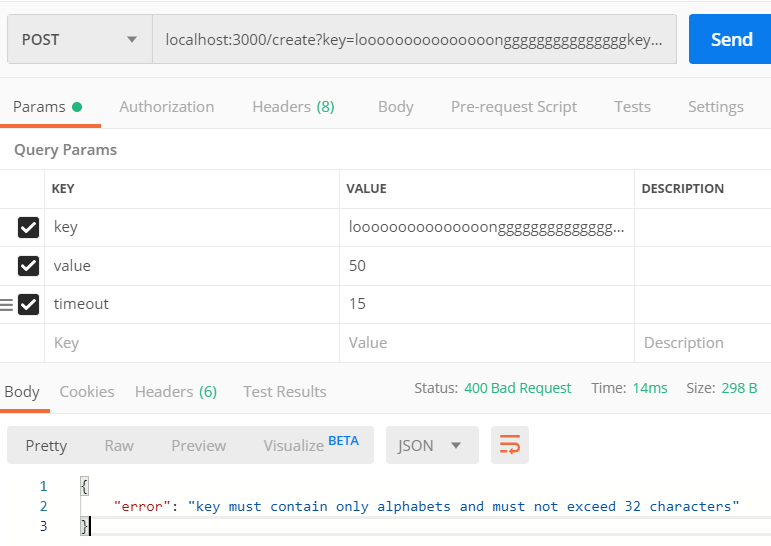 POST localhost:3000/create?key=looooooooooooooongggggggggggggggkey... Send
Params Authorization Headers (8) Body Pre-request Script Tests Settings
Query Params
KEY VALUE DESCRIPTION
key looooooooooooooonggggggggggggggg...
value 50
timeout 15
Key Value Description
Body Cookies Headers (6) Test Results Status: 400 Bad Request Time: 14ms Size: 298 B
Pretty Raw Preview Visualize BETA JSON
1 {
2 "error": "key must contain only alphabets and must not exceed 32 characters"
3 }